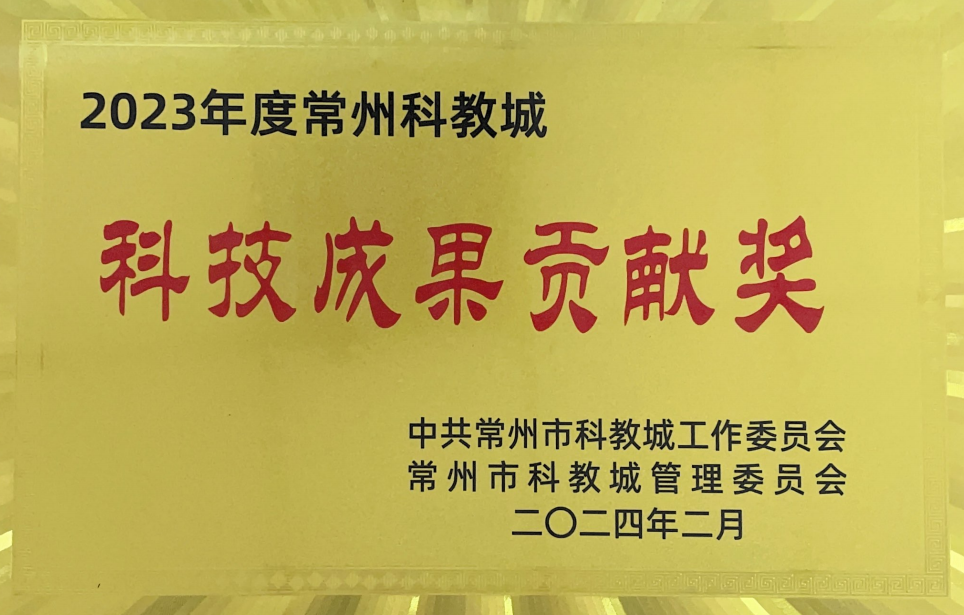 2023年度常州科教城
科技成果贡献奖
中共常州市科教城工作委员会
常州市科教城管理委员会
二〇二四年二月